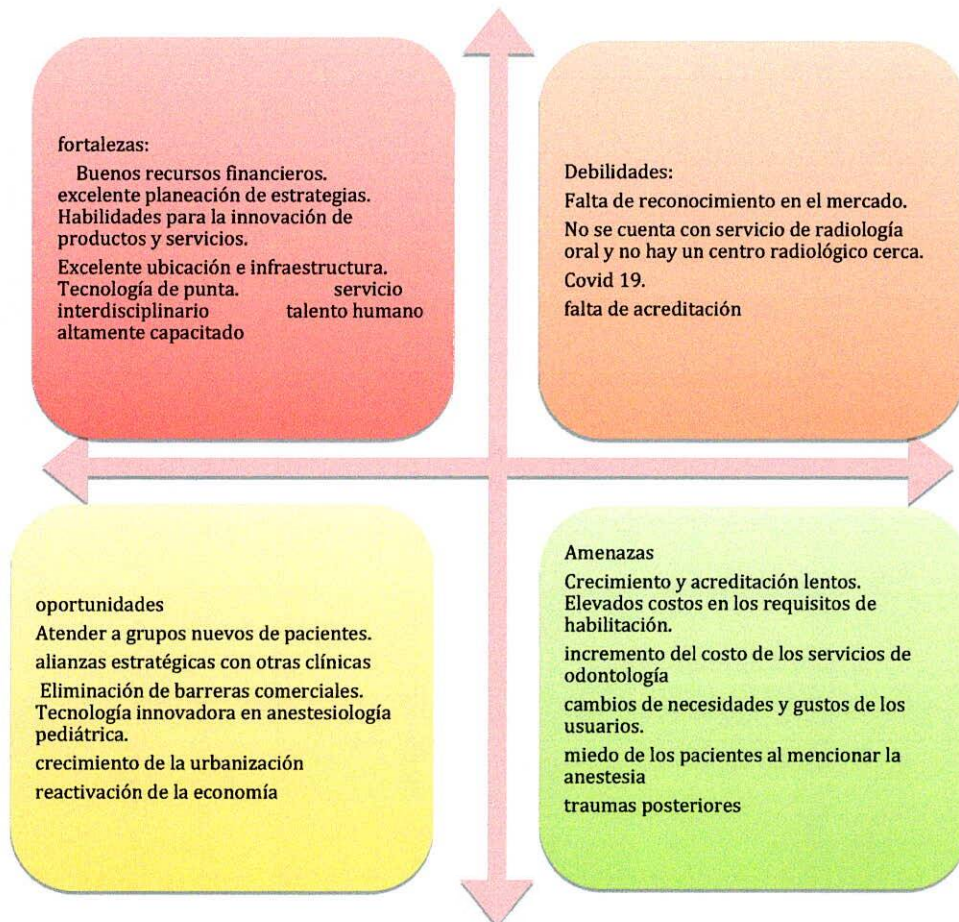 fortalezas:
Buenos recursos financieros.
excelente planeación de estrategias.
Habilidades para la innovación de
productos y servicios.
Excelente ubicación e infraestructura.
Tecnología de punta. servicio
interdisciplinario talento humano
altamente capacitado
Debilidades:
Falta de reconocimiento en el mercado.
No se cuenta con servicio de radiología
oral y no hay un centro radiológico cerca.
Covid 19.
falta de acreditación
oportunidades
Atender a grupos nuevos de pacientes.
alianzas estratégicas con otras clínicas
Eliminación de barreras comerciales.
Tecnología innovadora en anestesiología
pediátrica.
crecimiento de la urbanización
reactivación de la economía
Amenazas
Crecimiento y acreditación lentos.
Elevados costos en los requisitos de
habilitación.
incremento del costo de los servicios de
odontología
cambios de necesidades y gustos de los
usuarios.
miedo de los pacientes al mencionar la
anestesia
traumas posteriores